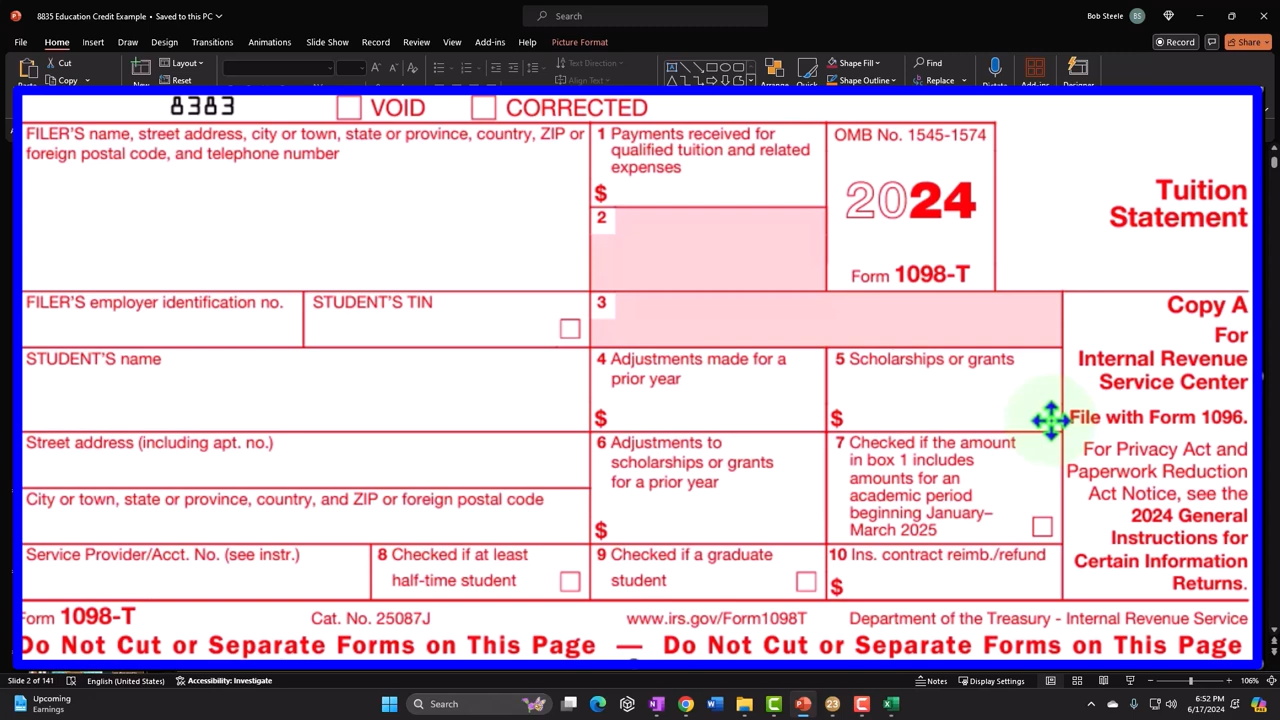 8835 Education Credit Example • Saved to this PC
Search
Bob Steele
BS
File Home Insert Draw Design Transitions Animations Slide Show Record Review View Add-ins Help Picture Format
Record
Share
Cut
Copy
Layout
Reset
Text Direction
Align Text
Shape Fill
Shape Outline
Find
Replace
8383
VOID
CORRECTED
FILER'S name, street address, city or town, state or province, country, ZIP or
foreign postal code, and telephone number
1 Payments received for
qualified tuition and related
expenses
$
2
OMB No. 1545-1574
2024
Form 1098-T
Tuition
Statement
FILER'S employer identification no.
STUDENT'S TIN
3
Copy A
For
Internal Revenue
Service Center
File with Form 1096.
For Privacy Act and
Paperwork Reduction
Act Notice, see the
2024 General
Instructions for
Certain Information
Returns.
STUDENT'S name
4 Adjustments made for a
prior year
$
5 Scholarships or grants
$
Street address (including apt. no.)
6 Adjustments to
scholarships or grants
for a prior year
$
7 Checked if the amount
in box 1 includes
amounts for an
academic period
beginning January–
March 2025
City or town, state or province, country, and ZIP or foreign postal code
Service Provider/Acct. No. (see instr.)
8 Checked if at least
half-time student
9 Checked if a graduate
student
10 Ins. contract reimb./refund
$
Form 1098-T
Cat. No. 25087J
www.irs.gov/Form1098T
Department of the Treasury - Internal Revenue Service
Do Not Cut or Separate Forms on This Page — Do Not Cut or Separate Forms on This Page
Slide 2 of 141
English (United States)
Accessibility: Investigate
Notes
Display Settings
106%
Upcoming
Earnings
Search
23
6:52 PM
6/17/2024